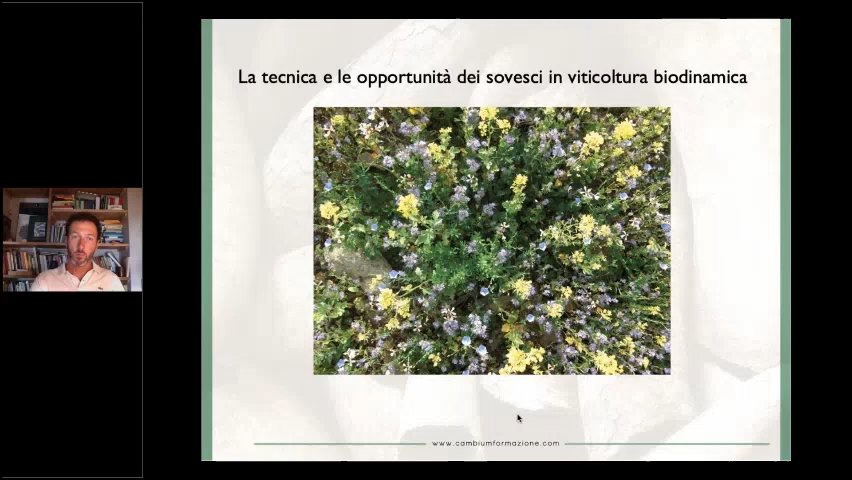 La tecnica e le opportunità dei sovesci in viticoltura biodinamica
www.cambiumformazione.com